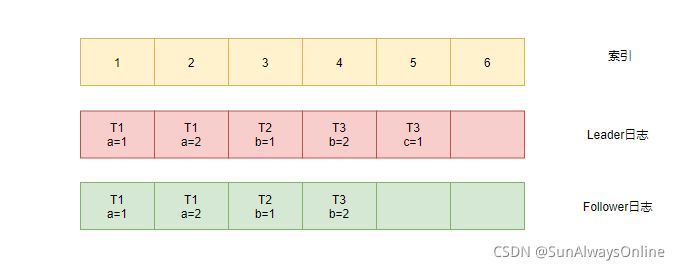 1 2 3 4 5 6 索引
T1 T1 T2 T3 T3
a=1 a=2 b=1 b=2 c=1 Leader日志
T1 T1 T2 T3
a=1 a=2 b=1 b=2 Follower日志
CSDN @SunAlwaysOnline